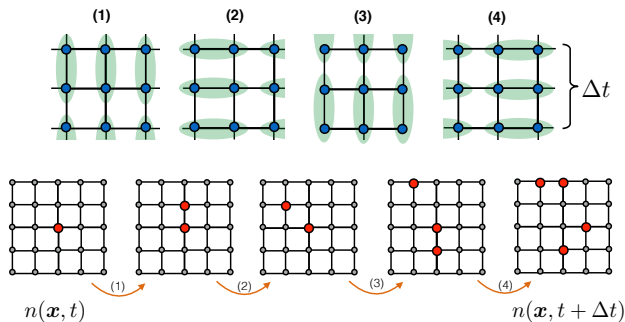 (1) (2) (3) (4)
Δt
(1) (2) (3) (4)
n(x, t) n(x, t + Δt)